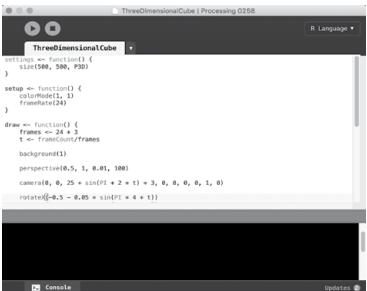 ThreeDimensionalCube | Processing 0258
R Language ▾
ThreeDimensionalCube ▾
settings <- function() {
    size(500, 500, P3D)
}
setup <- function() {
    colorMode(1, 1)
    frameRate(24)
}
draw <- function() {
    frames <- 24 * 3
    t <- frameCount/frames
    background(1)
    perspective(0.5, 1, 0.01, 100)
    camera(0, 0, 25 + sin(PI * 2 * t) * 3, 0, 0, 0, 0, 1, 0)
    rotateX(-0.5 - 0.05 * sin(PI * 4 * t))
Console
Updates